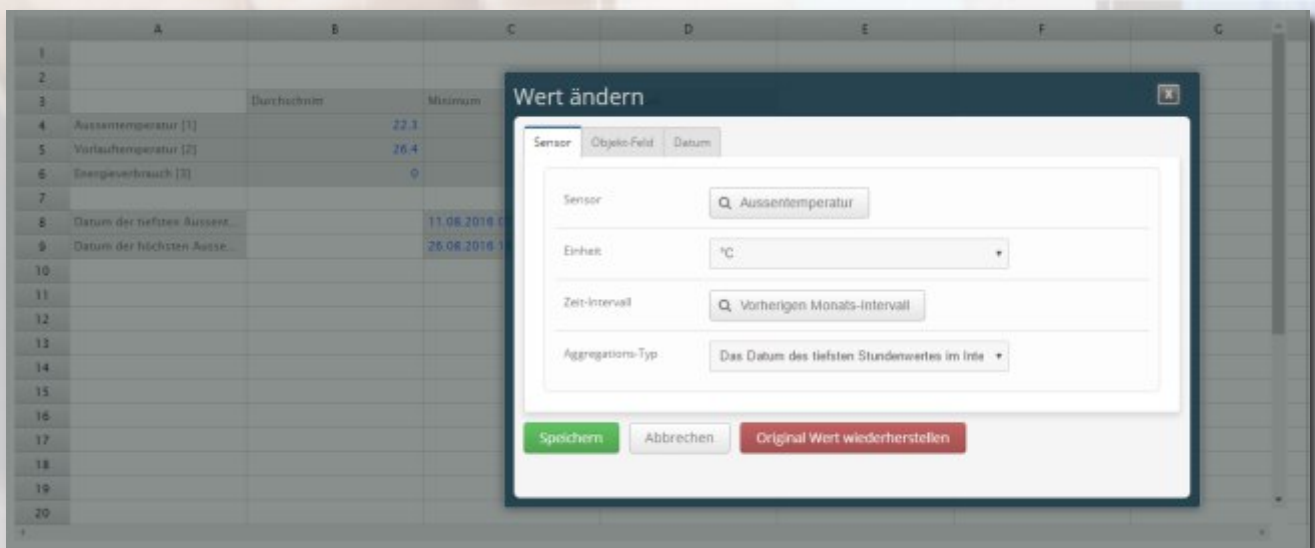 A B C D E F G
1
2
3 Durchschnitt Minimum
4 Aussentemperatur [1] 22.3
5 Vorlauftemperatur [2] 26.4
6 Energieverbrauch [3] 0
7
8 Datum der tiefsten Aussent... 11.08.2016 0
9 Datum der höchsten Ausse... 26.08.2016 1
10
11
12
13
14
15
16
17
18
19
20
Wert ändern
Sensor Objekt-Feld Datum
Sensor Aussentemperatur
Einheit °C
Zeit-Intervall Vorherigen Monats-Intervall
Aggregations-Typ Das Datum des tiefsten Stundenwertes im Inte
Speichern Abbrechen Original Wert wiederherstellen